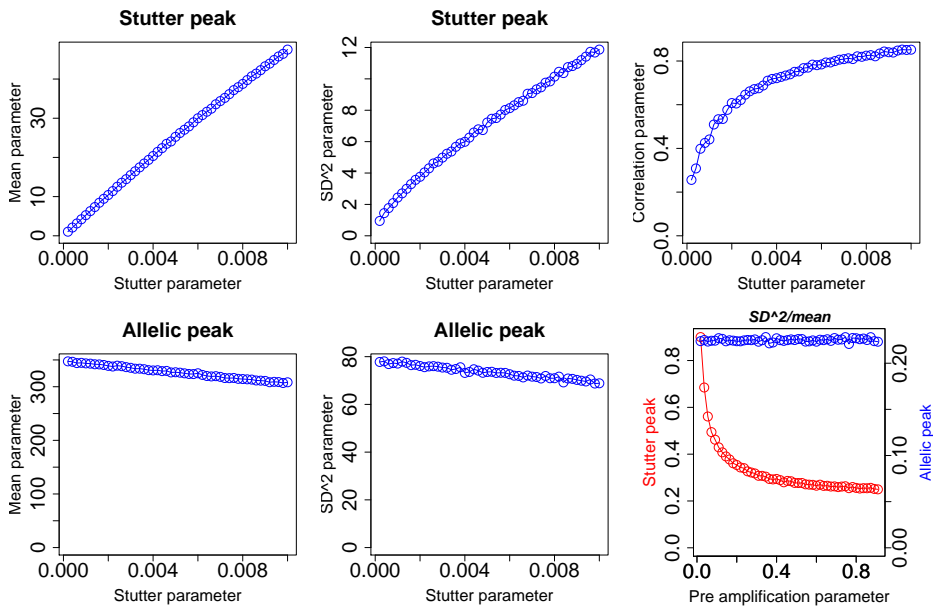 Stutter peak
Mean parameter
0 10 30
0.000 0.004 0.008
Stutter parameter
Stutter peak
SD^2 parameter
0 2 4 6 8 10 12
0.000 0.004 0.008
Stutter parameter
Correlation parameter
0.0 0.4 0.8
0.000 0.004 0.008
Stutter parameter
Allelic peak
Mean parameter
0 100 200 300
0.000 0.004 0.008
Stutter parameter
Allelic peak
SD^2 parameter
0 20 40 60 80
0.000 0.004 0.008
Stutter parameter
SD^2/mean
Stutter peak
0.0 0.2 0.4 0.6 0.8
0.00 0.10 0.20
Allelic peak
0.0 0.4 0.8
Pre amplification parameter